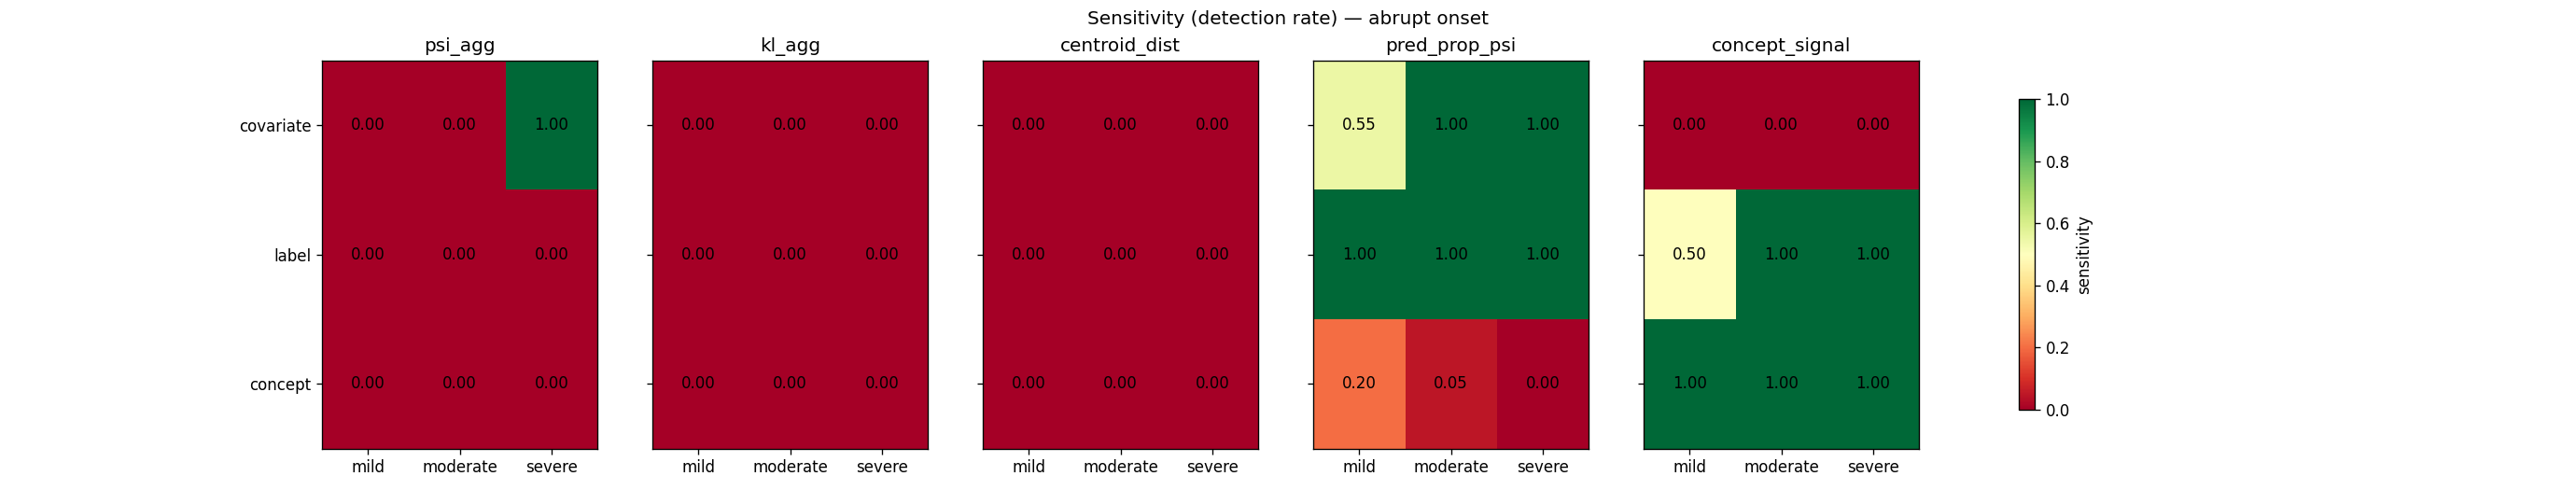 Sensitivity (detection rate) — abrupt onset
psi_agg kl_agg centroid_dist pred_prop_psi concept_signal
covariate 0.00 0.00 1.00 0.00 0.00 0.00 0.00 0.00 0.00 0.55 1.00 1.00 0.00 0.00 0.00
label 0.00 0.00 0.00 0.00 0.00 0.00 0.00 0.00 0.00 1.00 1.00 1.00 0.50 1.00 1.00
concept 0.00 0.00 0.00 0.00 0.00 0.00 0.00 0.00 0.00 0.20 0.05 0.00 1.00 1.00 1.00
mild moderate severe mild moderate severe mild moderate severe mild moderate severe mild moderate severe
1.0
0.8
0.6
0.4
0.2
0.0
sensitivity